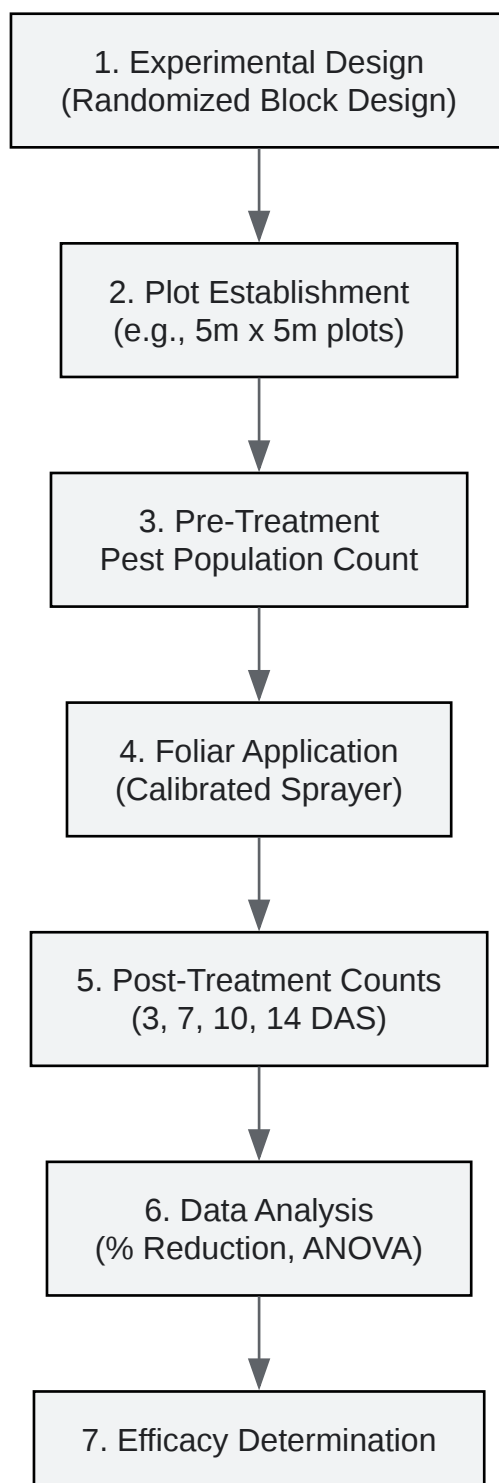 1. Experimental Design
(Randomized Block Design)
2. Plot Establishment
(e.g., 5m x 5m plots)
3. Pre-Treatment
Pest Population Count
4. Foliar Application
(Calibrated Sprayer)
5. Post-Treatment Counts
(3, 7, 10, 14 DAS)
6. Data Analysis
(% Reduction, ANOVA)
7. Efficacy Determination